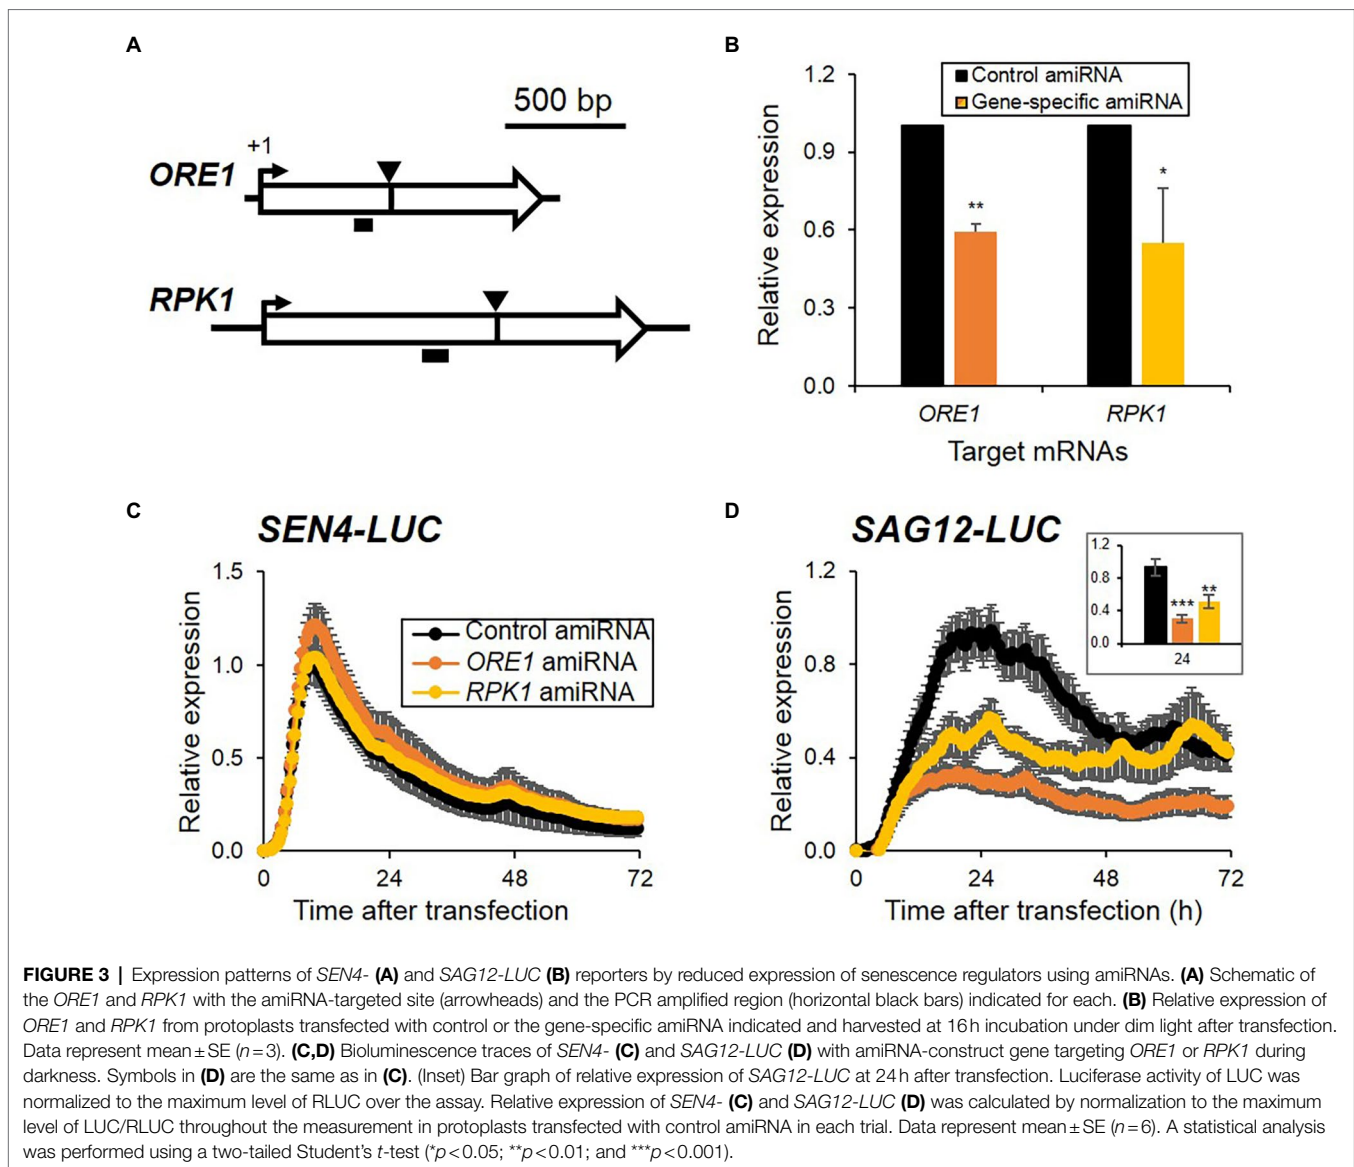 A
500 bp
+1
ORE1
RPK1
B
Control amiRNA
Gene-specific amiRNA
1.2
0.9
0.6
0.3
0.0
Relative expression
**
*
ORE1
RPK1
Target mRNAs
C
SEN4-LUC
1.5
1.0
0.5
0.0
Relative expression
Control amiRNA
ORE1 amiRNA
RPK1 amiRNA
0
24
48
72
Time after transfection
D
SAG12-LUC
1.2
0.8
0.4
0.0
Relative expression
1.2
0.8
0.4
0.0
***
**
24
0
24
48
72
Time after transfection (h)
FIGURE 3 | Expression patterns of SEN4- (A) and SAG12-LUC (B) reporters by reduced expression of senescence regulators using amiRNAs. (A) Schematic of
the ORE1 and RPK1 with the amiRNA-targeted site (arrowheads) and the PCR amplified region (horizontal black bars) indicated for each. (B) Relative expression of
ORE1 and RPK1 from protoplasts transfected with control or the gene-specific amiRNA indicated and harvested at 16 h incubation under dim light after transfection.
Data represent mean ± SE (n = 3). (C,D) Bioluminescence traces of SEN4- (C) and SAG12-LUC (D) with amiRNA-construct gene targeting ORE1 or RPK1 during
darkness. Symbols in (D) are the same as in (C). (Inset) Bar graph of relative expression of SAG12-LUC at 24 h after transfection. Luciferase activity of LUC was
normalized to the maximum level of RLUC over the assay. Relative expression of SEN4- (C) and SAG12-LUC (D) was calculated by normalization to the maximum
level of LUC/RLUC throughout the measurement in protoplasts transfected with control amiRNA in each trial. Data represent mean ± SE (n = 6). A statistical analysis
was performed using a two-tailed Student's t-test (*p < 0.05; **p < 0.01; and ***p < 0.001).